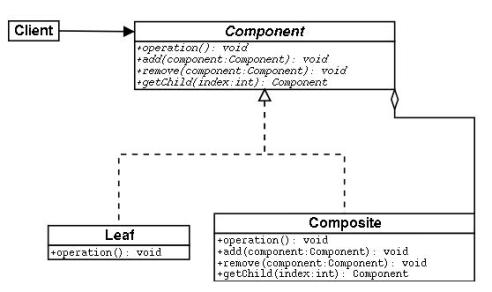 Client
Component
+operation(): void
+add(component:Component): void
+remove(component:Component): void
+getChild(index:int): Component
Leaf
+operation(): void
Composite
+operation(): void
+add(component:Component): void
+remove(component:Component): void
+getChild(index:int): Component